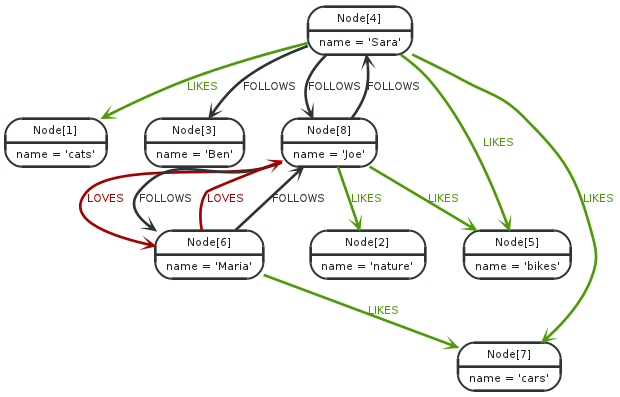 Node[4]
name = 'Sara'
LIKES
FOLLOWS
FOLLOWS
FOLLOWS
Node[1]
name = 'cats'
Node[3]
name = 'Ben'
Node[8]
name = 'Joe'
LIKES
LOVES
FOLLOWS
LOVES
FOLLOWS
LIKES
LIKES
LIKES
Node[6]
name = 'Maria'
Node[2]
name = 'nature'
Node[5]
name = 'bikes'
LIKES
Node[7]
name = 'cars'